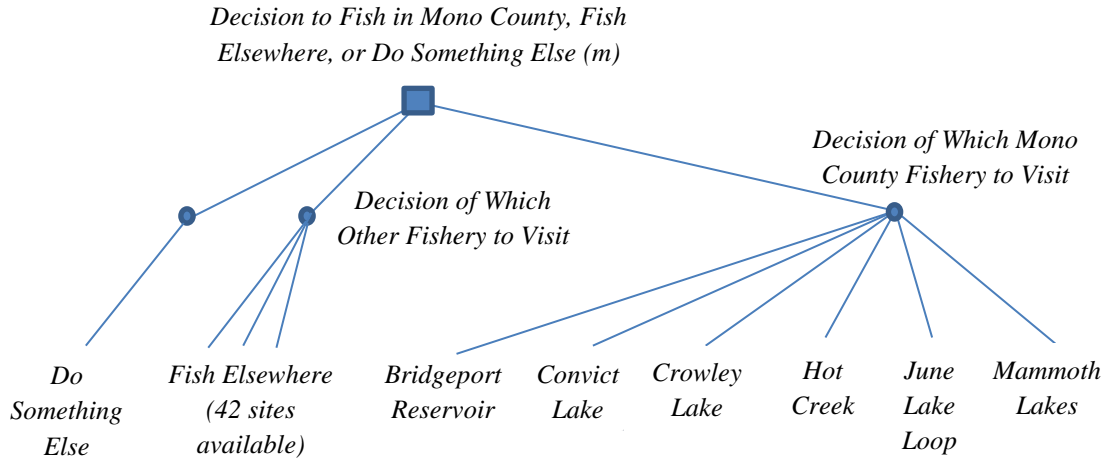 Decision to Fish in Mono County, Fish
Elsewhere, or Do Something Else (m)
Decision of Which Mono
County Fishery to Visit
Decision of Which
Other Fishery to Visit
Do
Something
Else
Fish Elsewhere
(42 sites
available)
Bridgeport
Reservoir
Convict
Lake
Crowley
Lake
Hot
Creek
June
Lake
Loop
Mammoth
Lakes